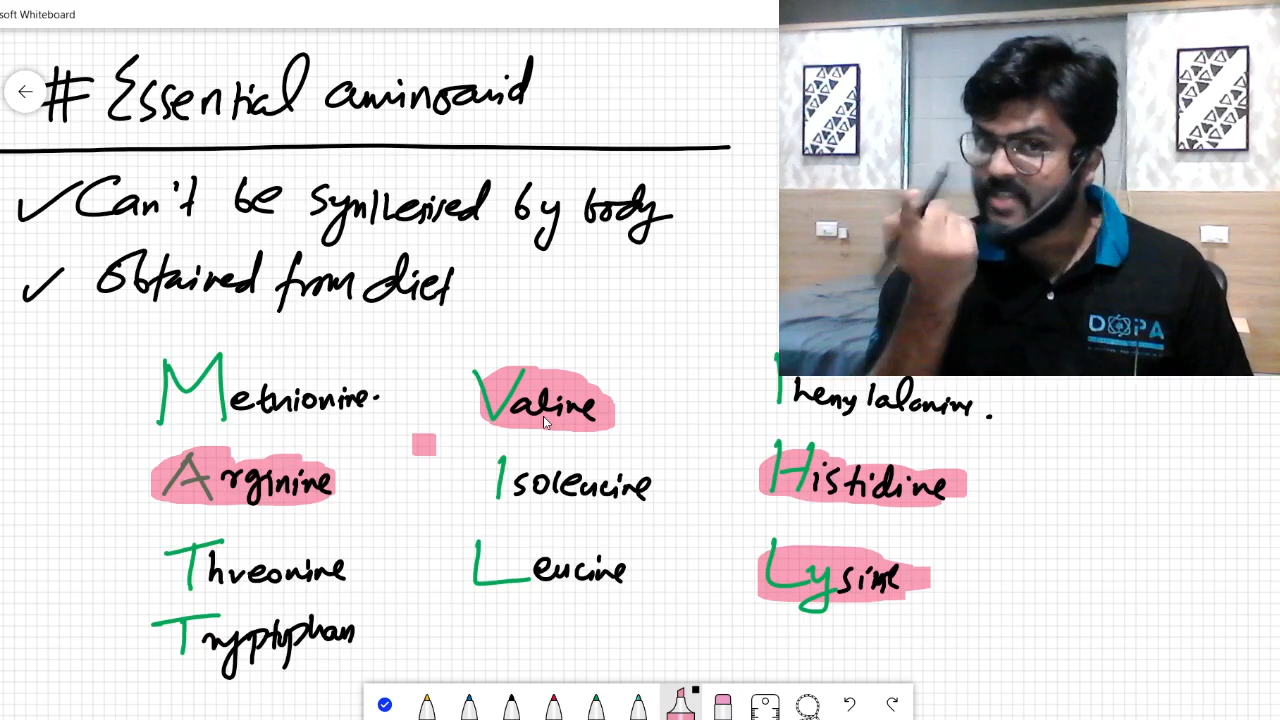 soft Whiteboard
# Essential aminoacid
Can't be synthesised by body
Obtained from diet
Methionine. Valine Phenylalanine.
Arginine Isoleucine Histidine
Threonine Leucine Lysine
Tryptophan
DOPA